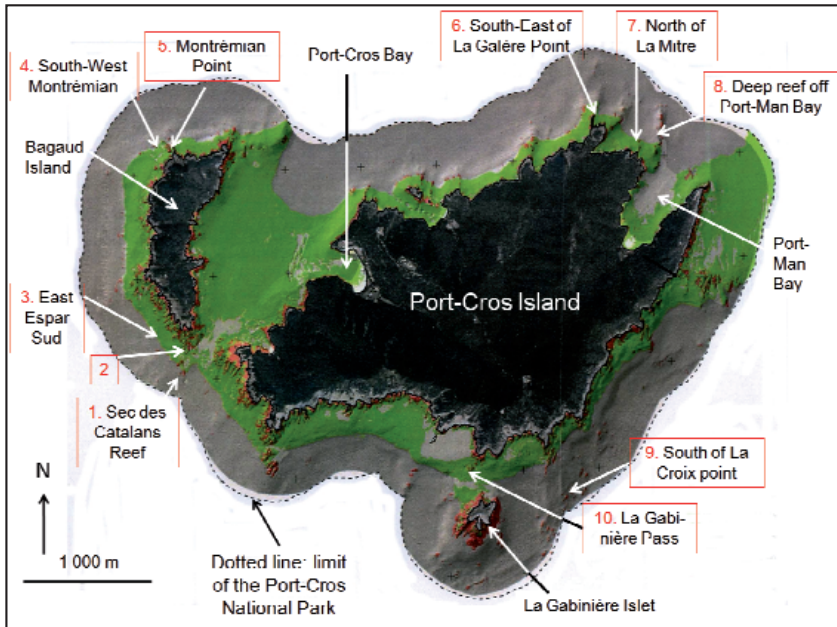 6. South-East of
La Galère Point
7. North of
La Mitre
5. Montrémian
Point
Port-Cros Bay
4. South-West
Montrémian
8. Deep reef off
Port-Man Bay
Bagaud
Island
Port-
Man
Bay
3. East
Espar
Sud
Port-Cros Island
2
1. Sec des
Catalans
Reef
9. South of La
Croix point
N
10. La Gabi-
nière Pass
1 000 m
Dotted line: limit
of the Port-Cros
National Park
La Gabinière Islet